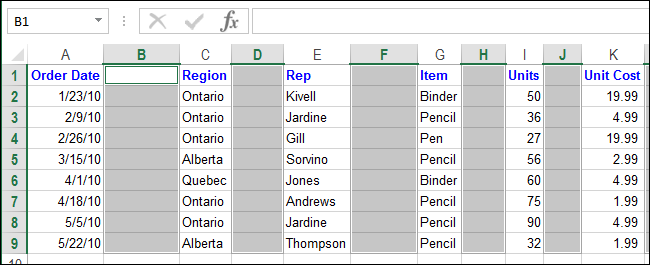 B1 fx
A B C D E F G H I J K
1 Order Date Region Rep Item Units Unit Cost
2 1/23/10 Ontario Kivell Binder 50 19.99
3 2/9/10 Ontario Jardine Pencil 36 4.99
4 2/26/10 Ontario Gill Pen 27 19.99
5 3/15/10 Alberta Sorvino Pencil 56 2.99
6 4/1/10 Quebec Jones Binder 60 4.99
7 4/18/10 Ontario Andrews Pencil 75 1.99
8 5/5/10 Ontario Jardine Pencil 90 4.99
9 5/22/10 Alberta Thompson Pencil 32 1.99
10